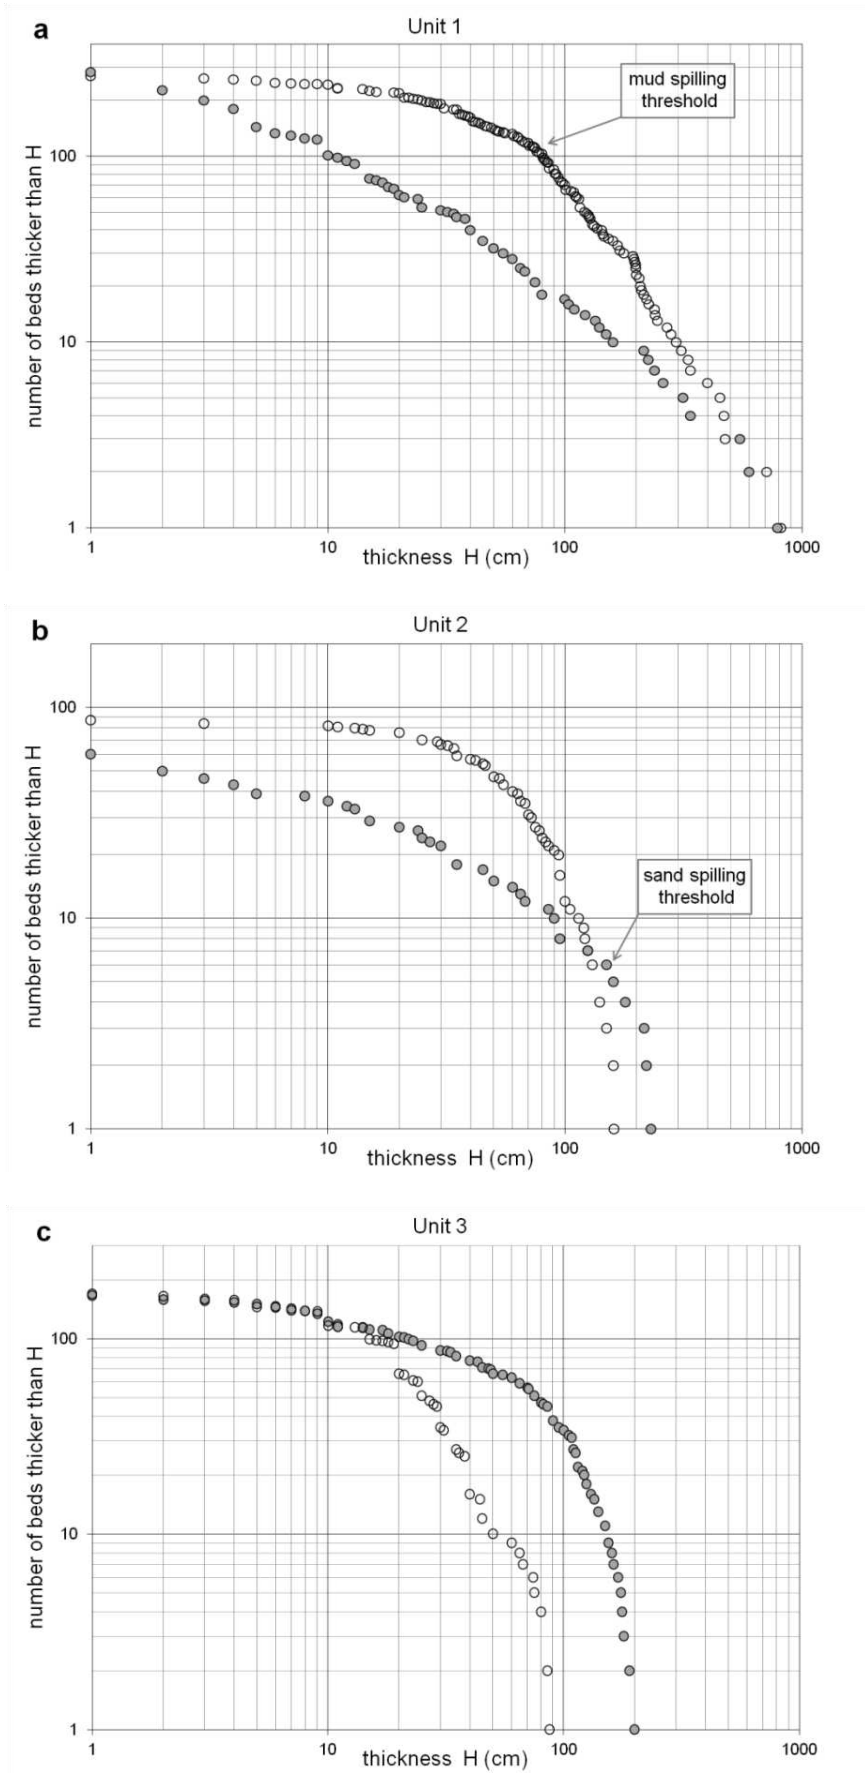 a
Unit 1
mud spilling
threshold
number of beds thicker than H
100
10
1
1
10
100
1000
thickness H (cm)
b
Unit 2
sand spilling
threshold
number of beds thicker than H
100
10
1
1
10
100
1000
thickness H (cm)
c
Unit 3
number of beds thicker than H
100
10
1
1
10
100
1000
thickness H (cm)